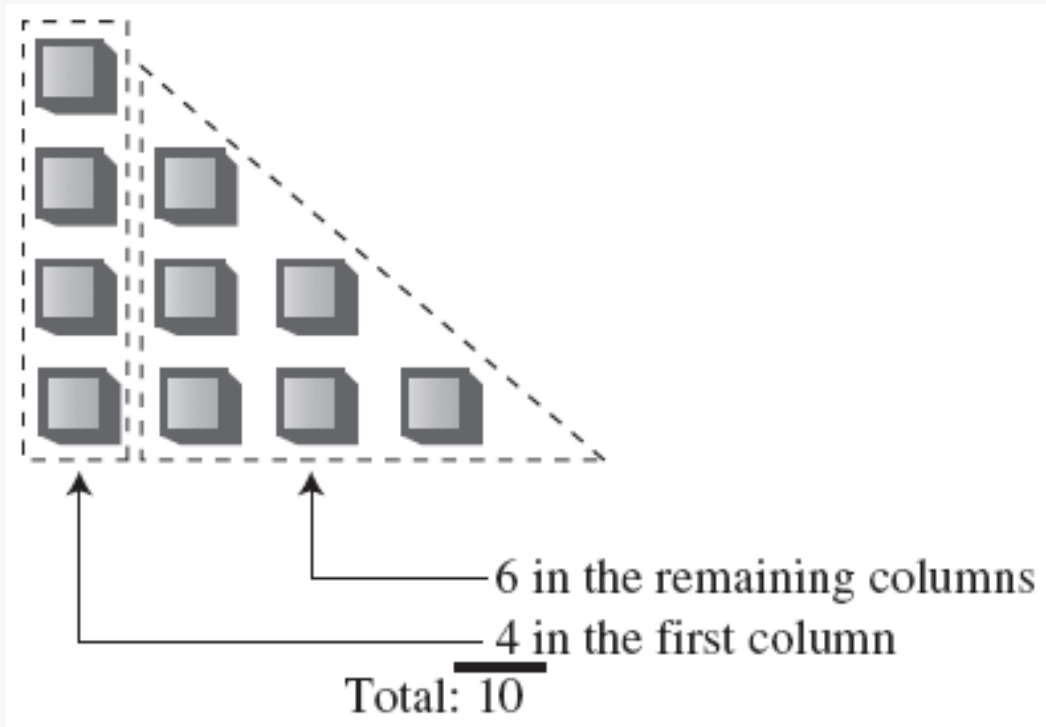 6 in the remaining columns
4 in the first column
Total: 10